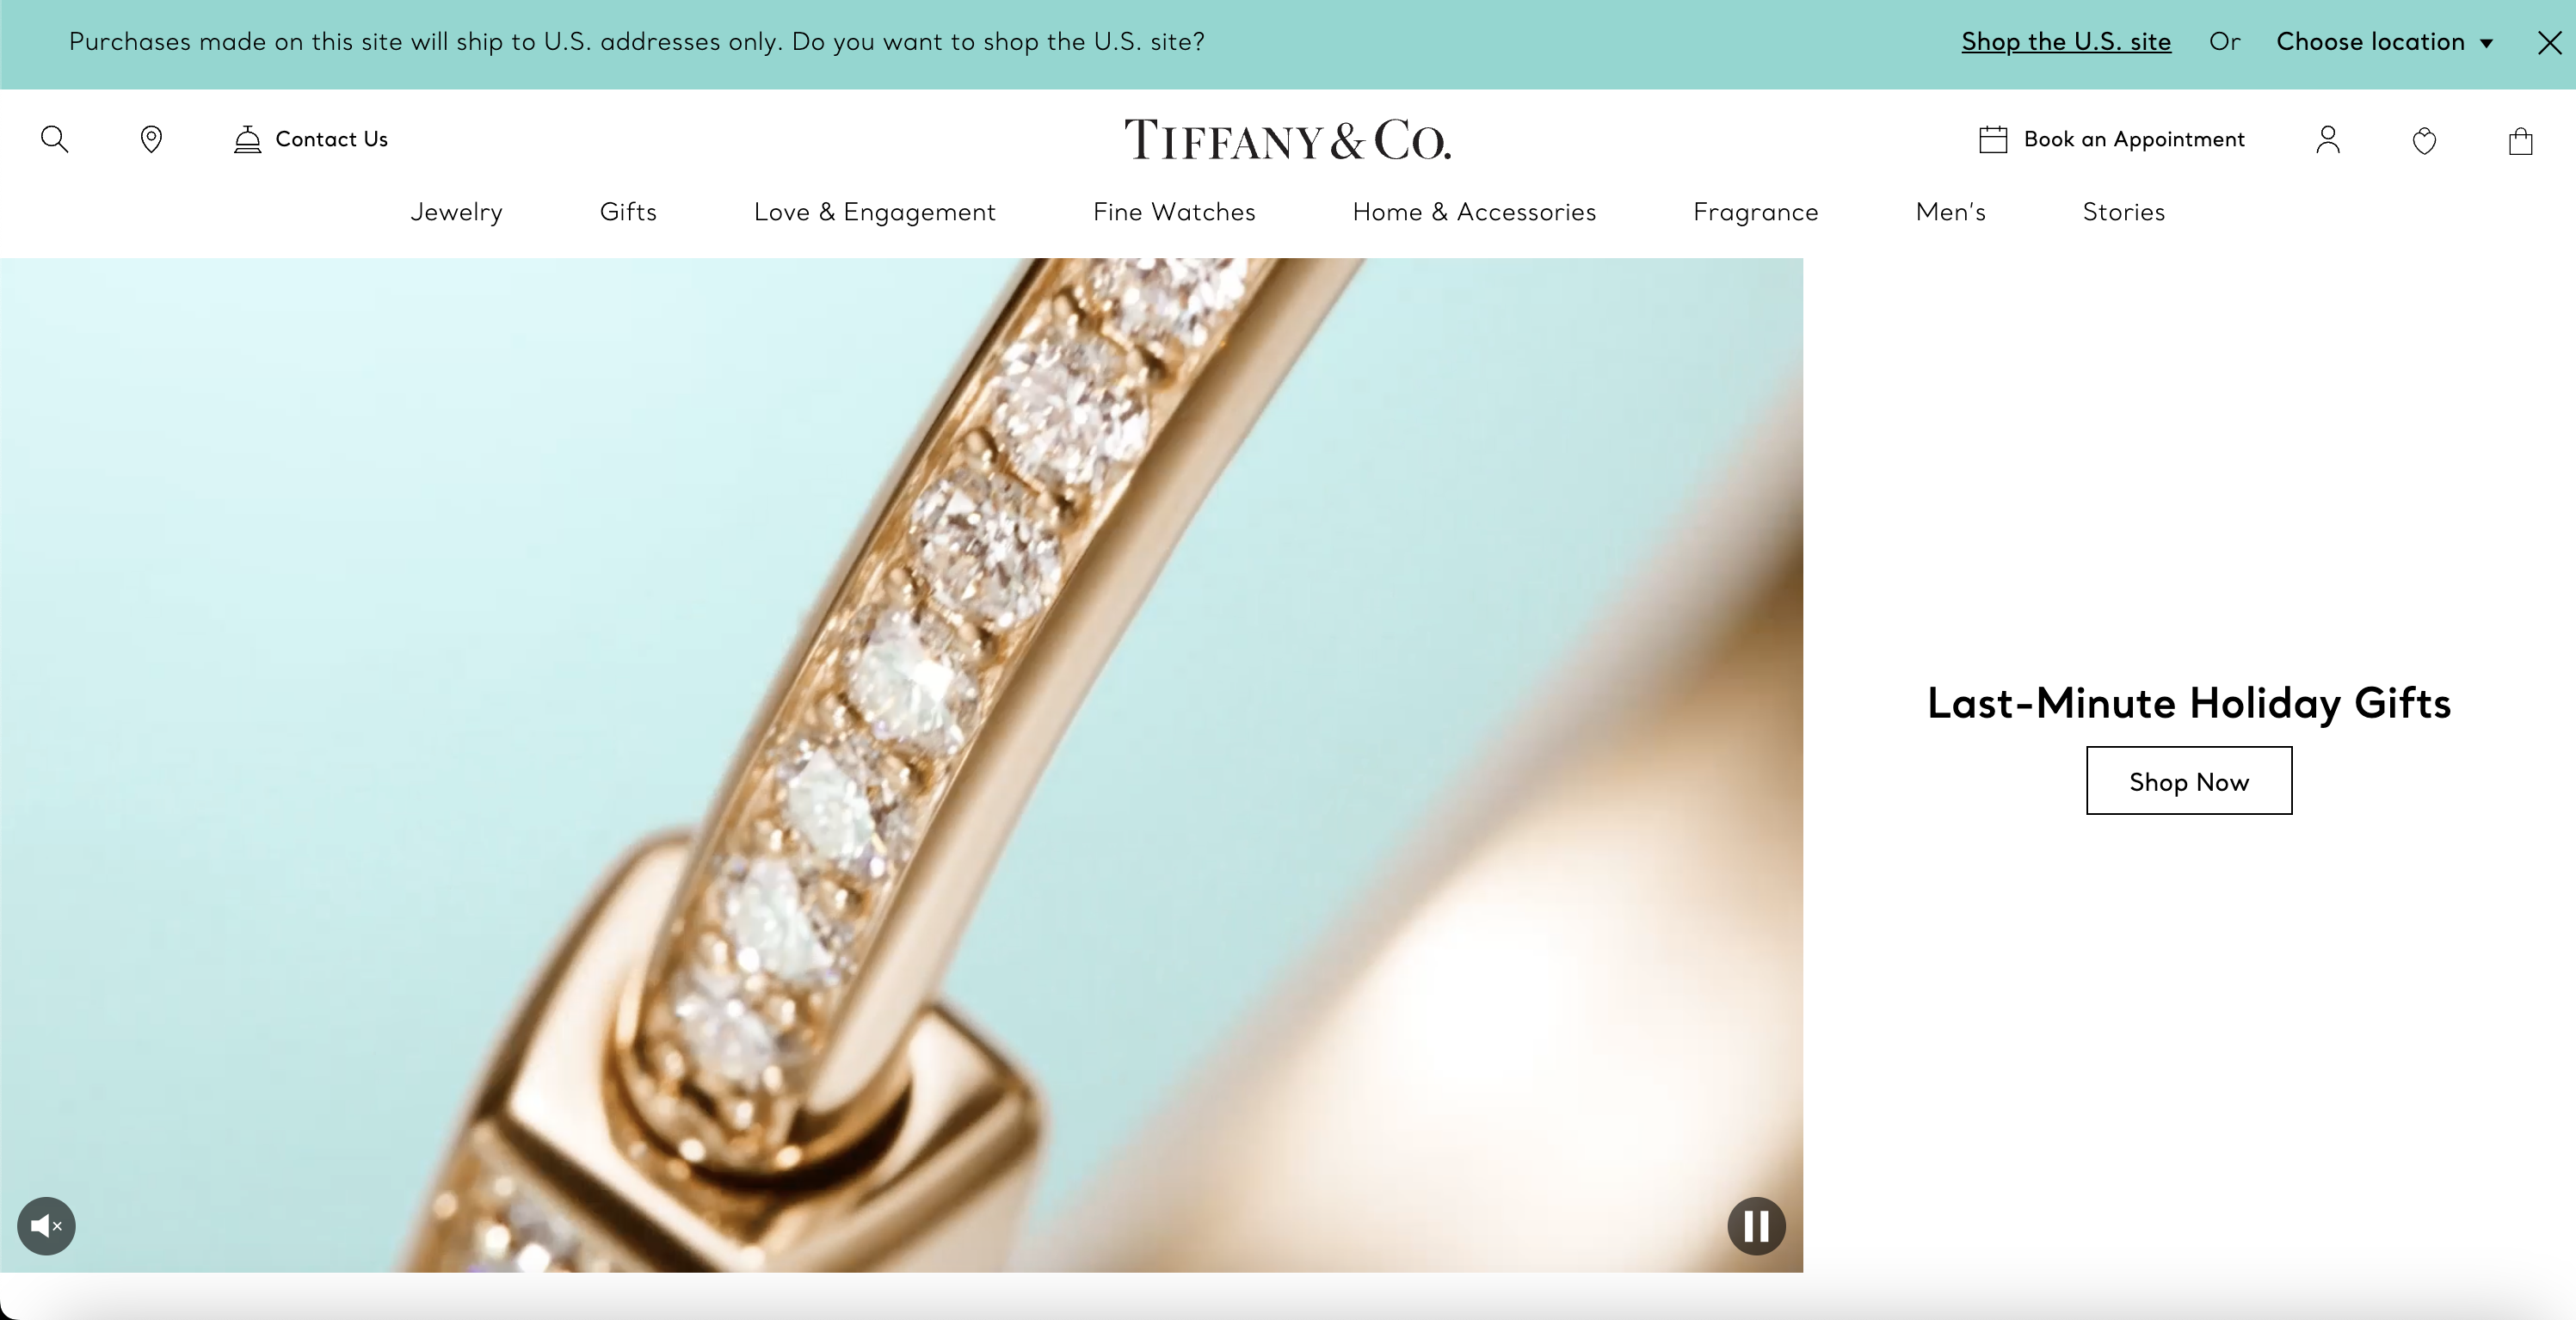 Purchases made on this site will ship to U.S. addresses only. Do you want to shop the U.S. site?
Shop the U.S. site Or Choose location
Contact Us
TIFFANY & CO.
Book an Appointment
Jewelry Gifts Love & Engagement Fine Watches Home & Accessories Fragrance Men’s Stories
Last-Minute Holiday Gifts
Shop Now